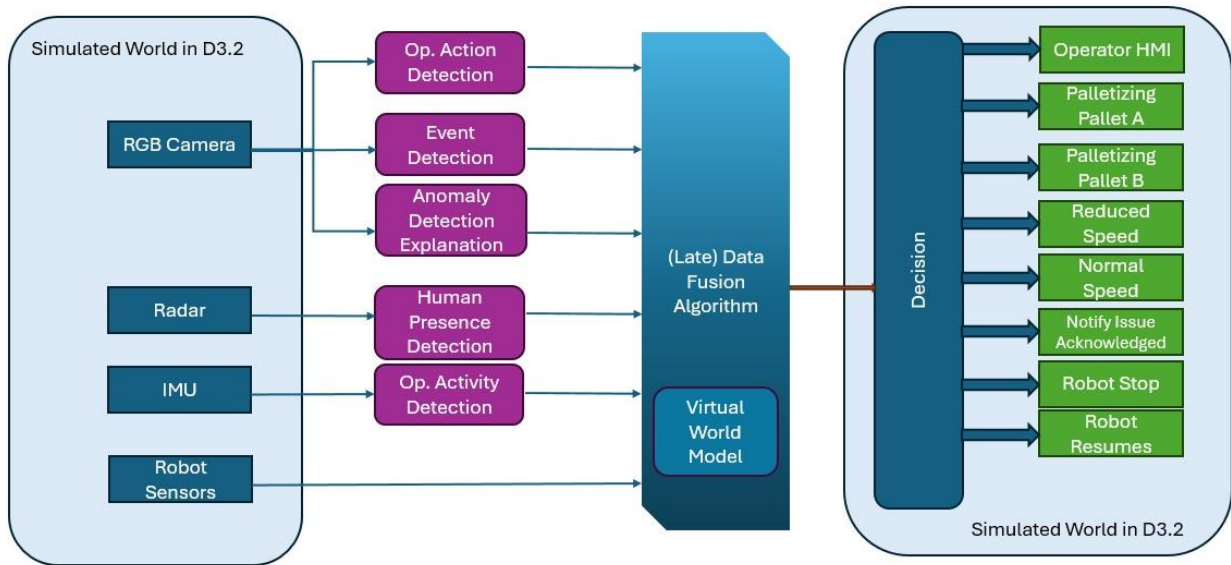 Simulated World in D3.2
RGB Camera
Radar
IMU
Robot
Sensors
Op. Action
Detection
Event
Detection
Anomaly
Detection
Explanation
Human
Presence
Detection
Op. Activity
Detection
(Late) Data
Fusion
Algorithm
Virtual
World
Model
Decision
Operator HMI
Palletizing
Pallet A
Palletizing
Pallet B
Reduced
Speed
Normal
Speed
Notify Issue
Acknowledged
Robot Stop
Robot
Resumes
Simulated World in D3.2